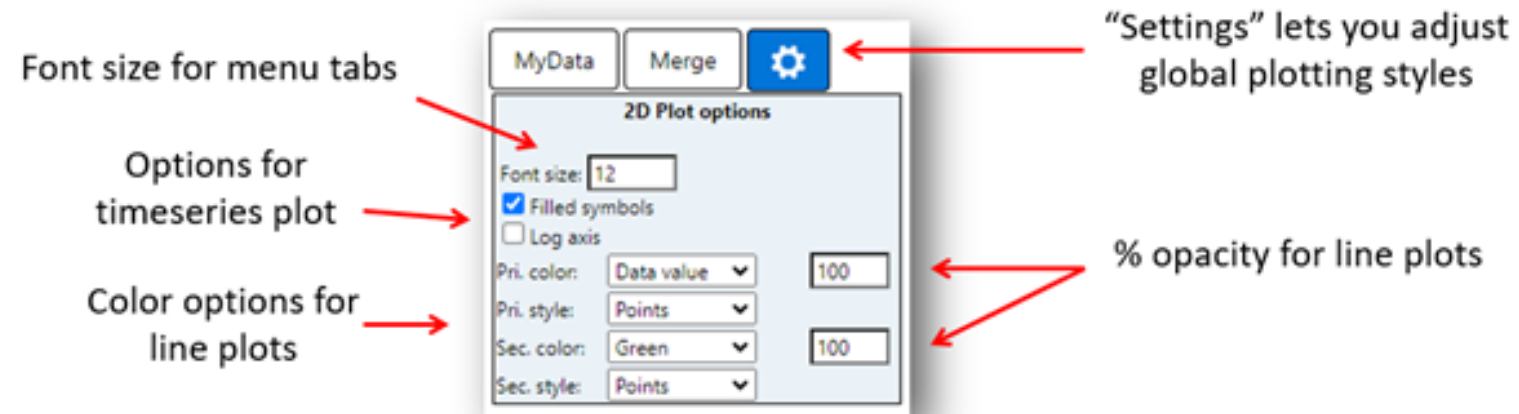 "Settings" lets you adjust
global plotting styles
Font size for menu tabs
MyData Merge
2D Plot options
Options for
timeseries plot
Font size: 12
Filled symbols
Log axis
% opacity for line plots
Pri. color: Data value 100
Color options for
line plots
Pri. style: Points
Sec. color: Green 100
Sec. style: Points